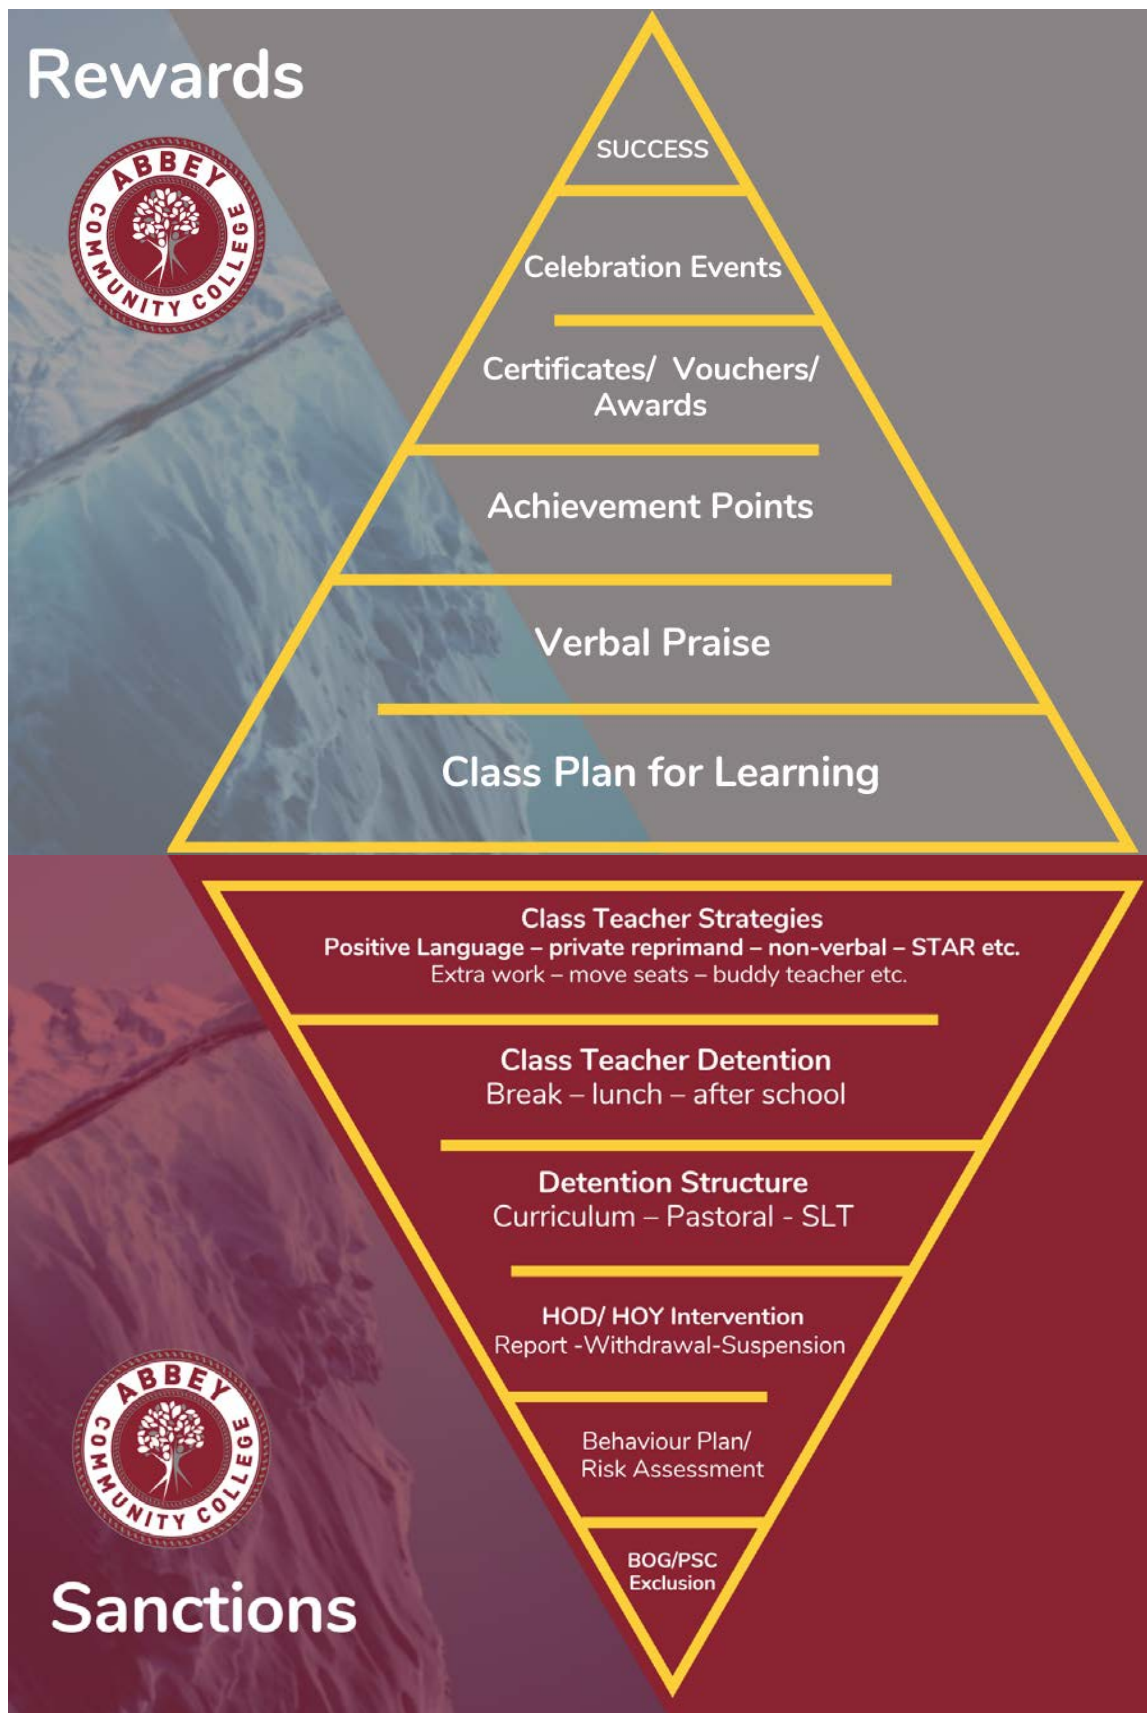 Rewards
ABBEY
COMMUNITY COLLEGE
SUCCESS
Celebration Events
Certificates/ Vouchers/
Awards
Achievement Points
Verbal Praise
Class Plan for Learning
Class Teacher Strategies
Positive Language – private reprimand – non-verbal – STAR etc.
Extra work – move seats – buddy teacher etc.
Class Teacher Detention
Break – lunch – after school
Detention Structure
Curriculum – Pastoral - SLT
HOD/ HOY Intervention
Report -Withdrawal-Suspension
Behaviour Plan/
Risk Assessment
BOG/PSC
Exclusion
ABBEY
COMMUNITY COLLEGE
Sanctions